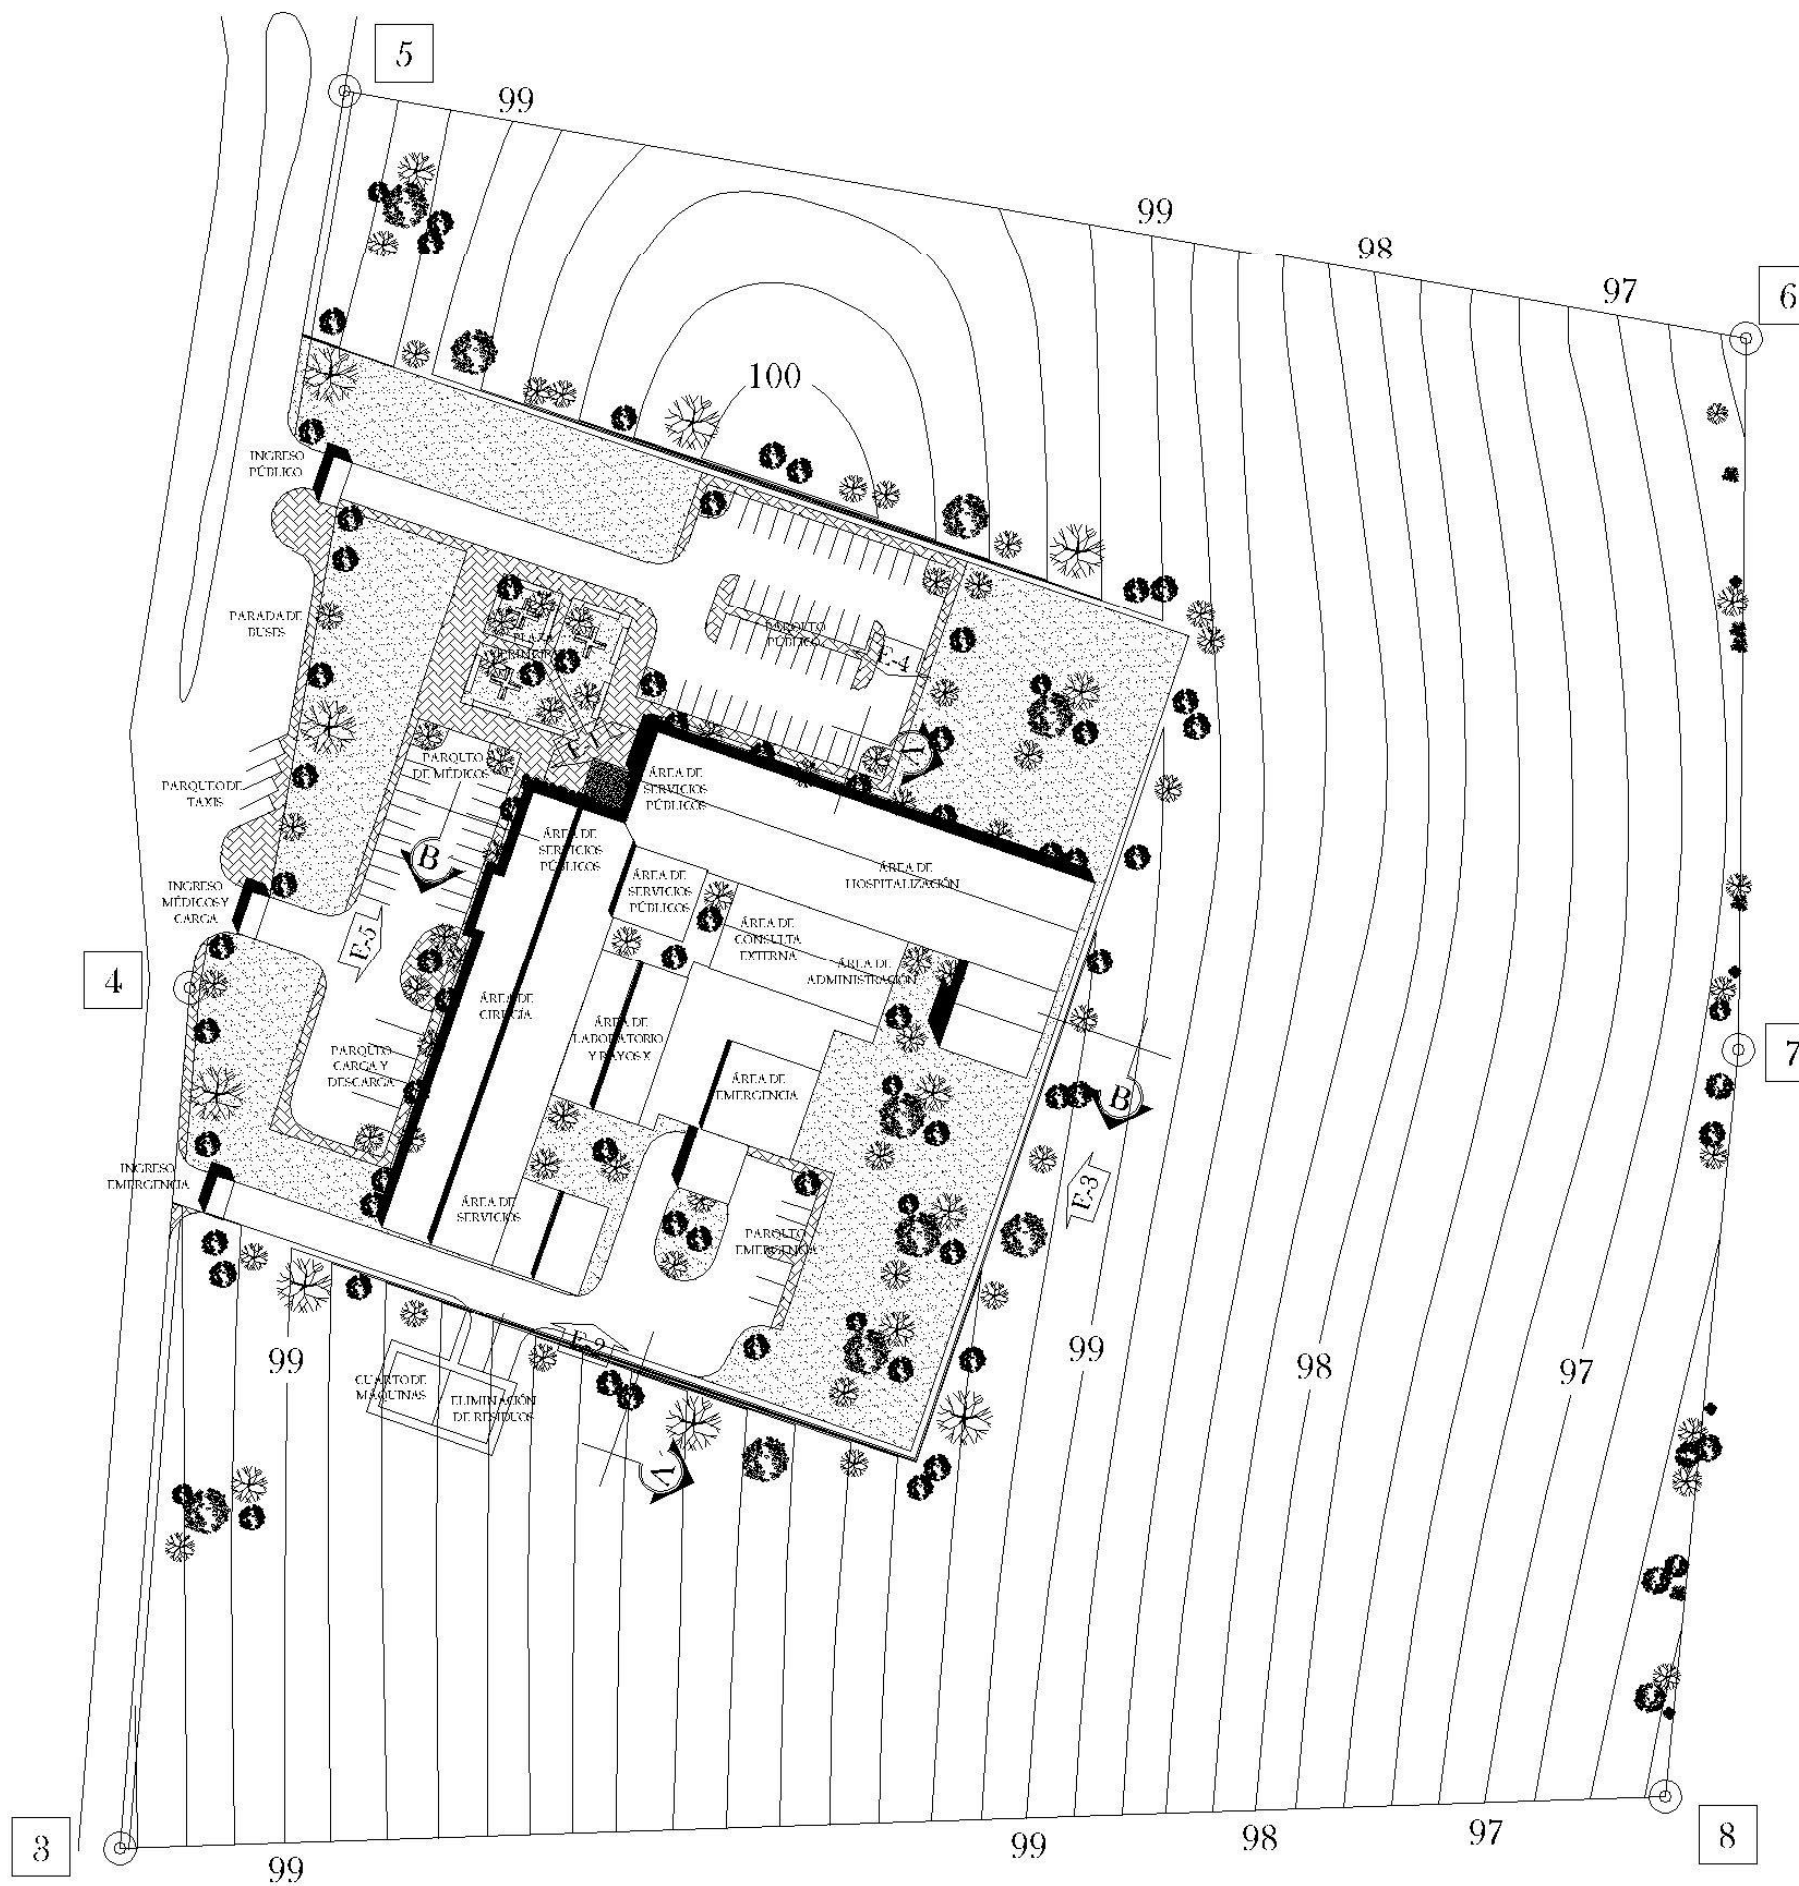 5
99
99
98
97
6
100
INGRESO
PÚBLICO
PARADA DE
BUSES
PARQUEO
PÚBLICO
PLAZA
E-4
E-1
A
PARQUEO
DE MÉDICOS
ÁREA DE
SERVICIOS
PÚBLICOS
PARQUEO DE
TAXIS
B
ÁREA DE
SERVICIOS
PÚBLICOS
ÁREA DE
SERVICIOS
PÚBLICOS
ÁREA DE
HOSPITALIZACIÓN
INGRESO
MÉDICOS Y
CARGA
E-5
ÁREA DE
CONSULTA
EXTERNA
ÁREA DE
ADMINISTRACIÓN
4
ÁREA DE
CIRUGÍA
ÁREA DE
LABORATORIO
Y RAYOS X
7
PARQUEO
CARGA Y
DESCARGA
ÁREA DE
EMERGENCIA
B
INGRESO
EMERGENCIA
ÁREA DE
SERVICIOS
E-3
PARQUEO
EMERGENCIA
E-2
99
99
98
97
CUARTO DE
MÁQUINAS
ELIMINACIÓN
DE RESIDUOS
A
3
99
99
98
97
8